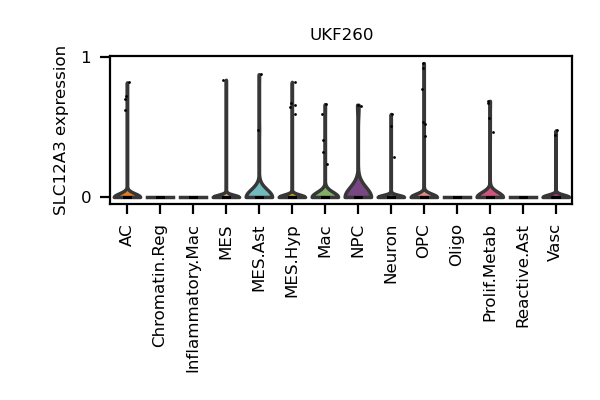 UKF260
SLC12A3 expression
1
0
AC
Chromatin.Reg
Inflammatory.Mac
MES
MES.Ast
MES.Hyp
Mac
NPC
Neuron
OPC
Oligo
Prolif.Metab
Reactive.Ast
Vasc